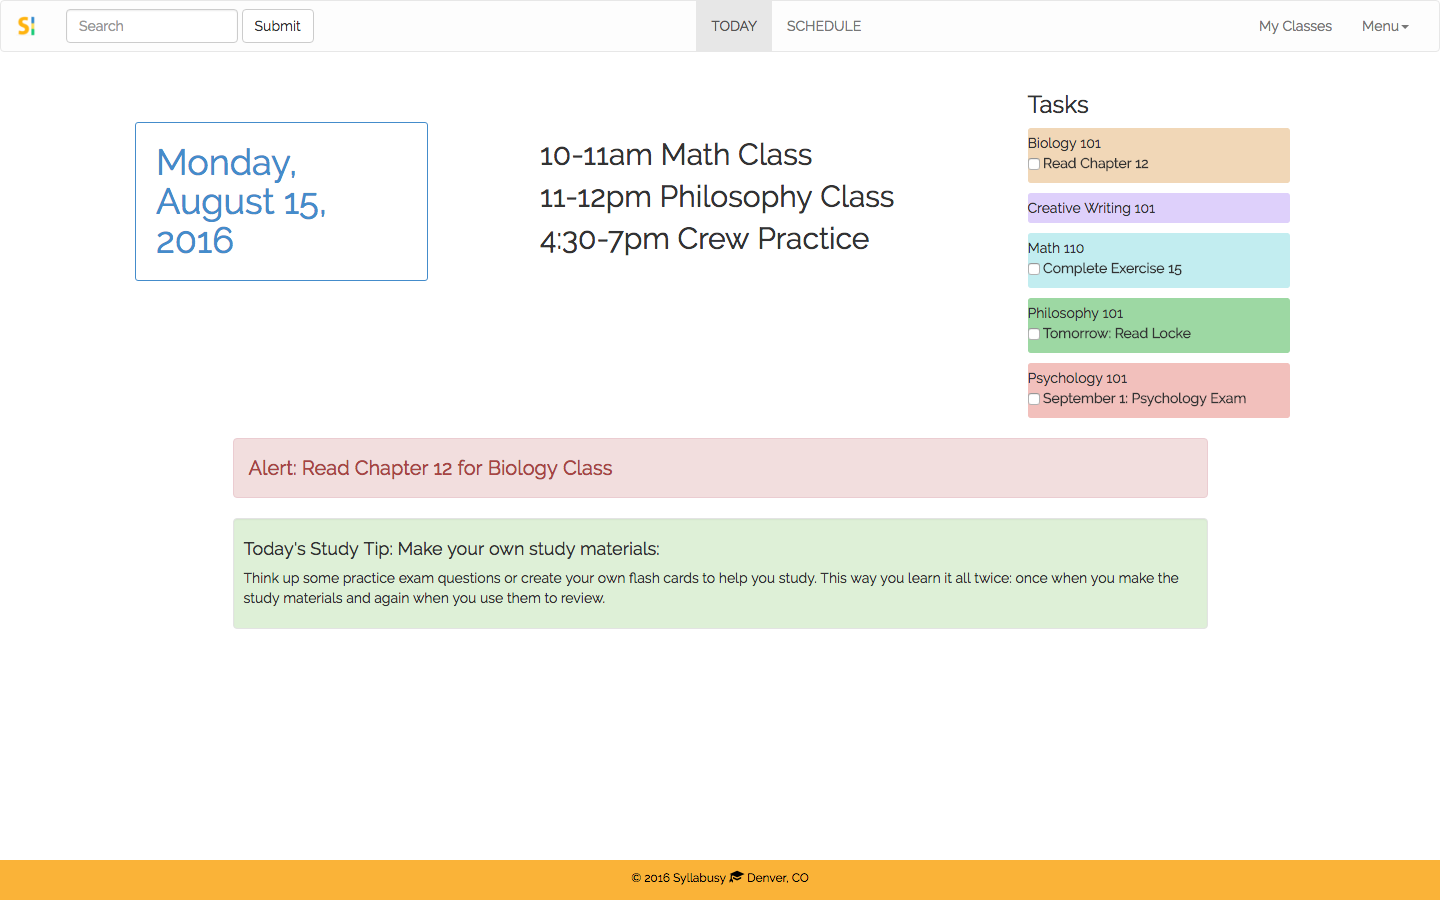 Si
Search
Submit
TODAY
SCHEDULE
My Classes
Menu
Monday,
August 15,
2016
10-11am Math Class
11-12pm Philosophy Class
4:30-7pm Crew Practice
Tasks
Biology 101
Read Chapter 12
Creative Writing 101
Math 110
Complete Exercise 15
Philosophy 101
Tomorrow: Read Locke
Psychology 101
September 1: Psychology Exam
Alert: Read Chapter 12 for Biology Class
Today's Study Tip: Make your own study materials:
Think up some practice exam questions or create your own flash cards to help you study. This way you learn it all twice: once when you make the
study materials and again when you use them to review.
© 2016 Syllabusy Denver, CO